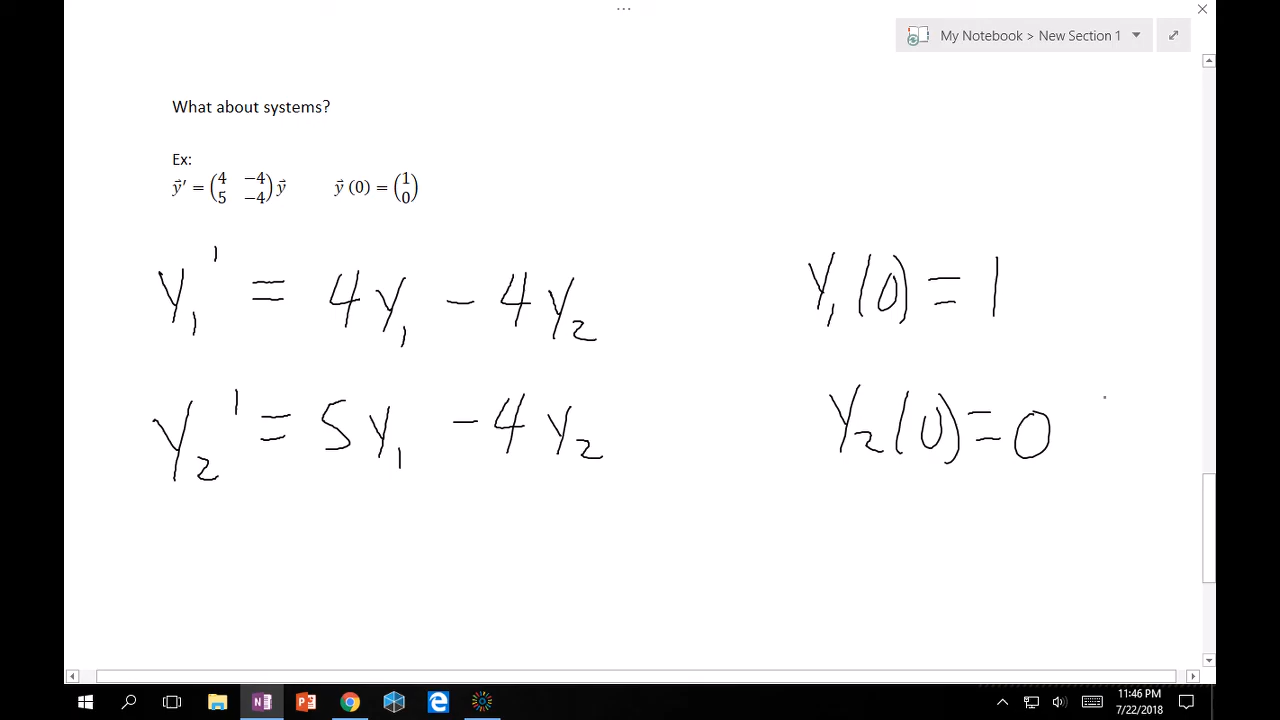 My Notebook > New Section 1
What about systems?
Ex:
y⃗′ = (4 −4; 5 −4) y⃗    y⃗ (0) = (1; 0)
y₁' = 4y₁ - 4y₂    y₁(0) = 1
y₂' = 5y₁ - 4y₂    y₂(0) = 0
11:46 PM
7/22/2018